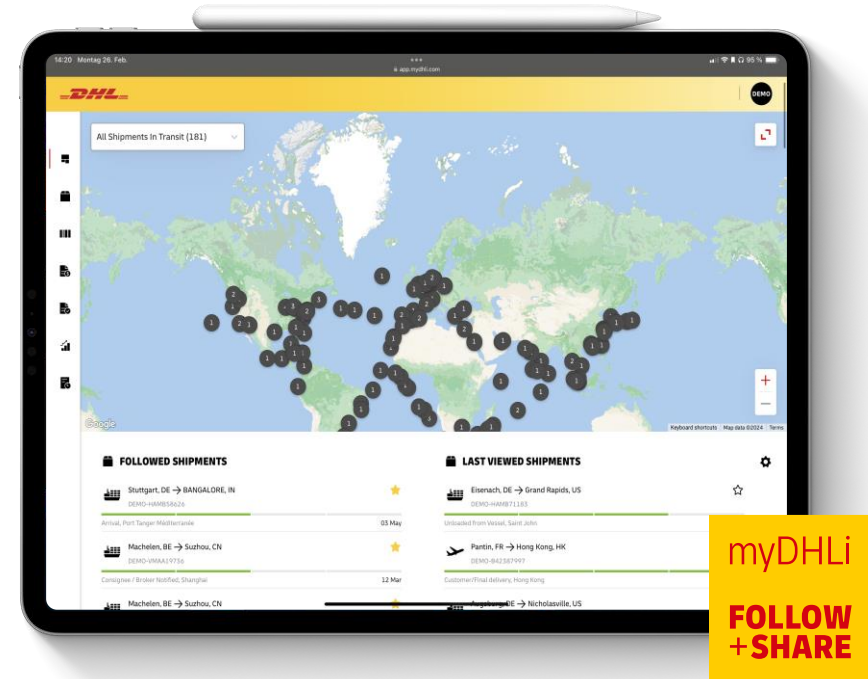 14:20 Montag 26. Feb.
app.mydhli.com
95 %
DHL
DEMO
All Shipments In Transit (181)
Google
Keyboard shortcuts
Map data ©2024
Terms
FOLLOWED SHIPMENTS
Stuttgart, DE → BANGALORE, IN
DEMO-HAMB58626
Arrival, Port Tanger Méditerranée
03 May
Machelen, BE → Suzhou, CN
DEMO-VMAA19736
Consignee / Broker Notified, Shanghai
12 Mar
Machelen, BE → Suzhou, CN
LAST VIEWED SHIPMENTS
Eisenach, DE → Grand Rapids, US
DEMO-HAMB71183
Unloaded from Vessel, Saint John
Pantin, FR → Hong Kong, HK
DEMO-842387997
Customer/Final delivery, Hong Kong
DE → Nicholasville, US
myDHLi
FOLLOW
+SHARE